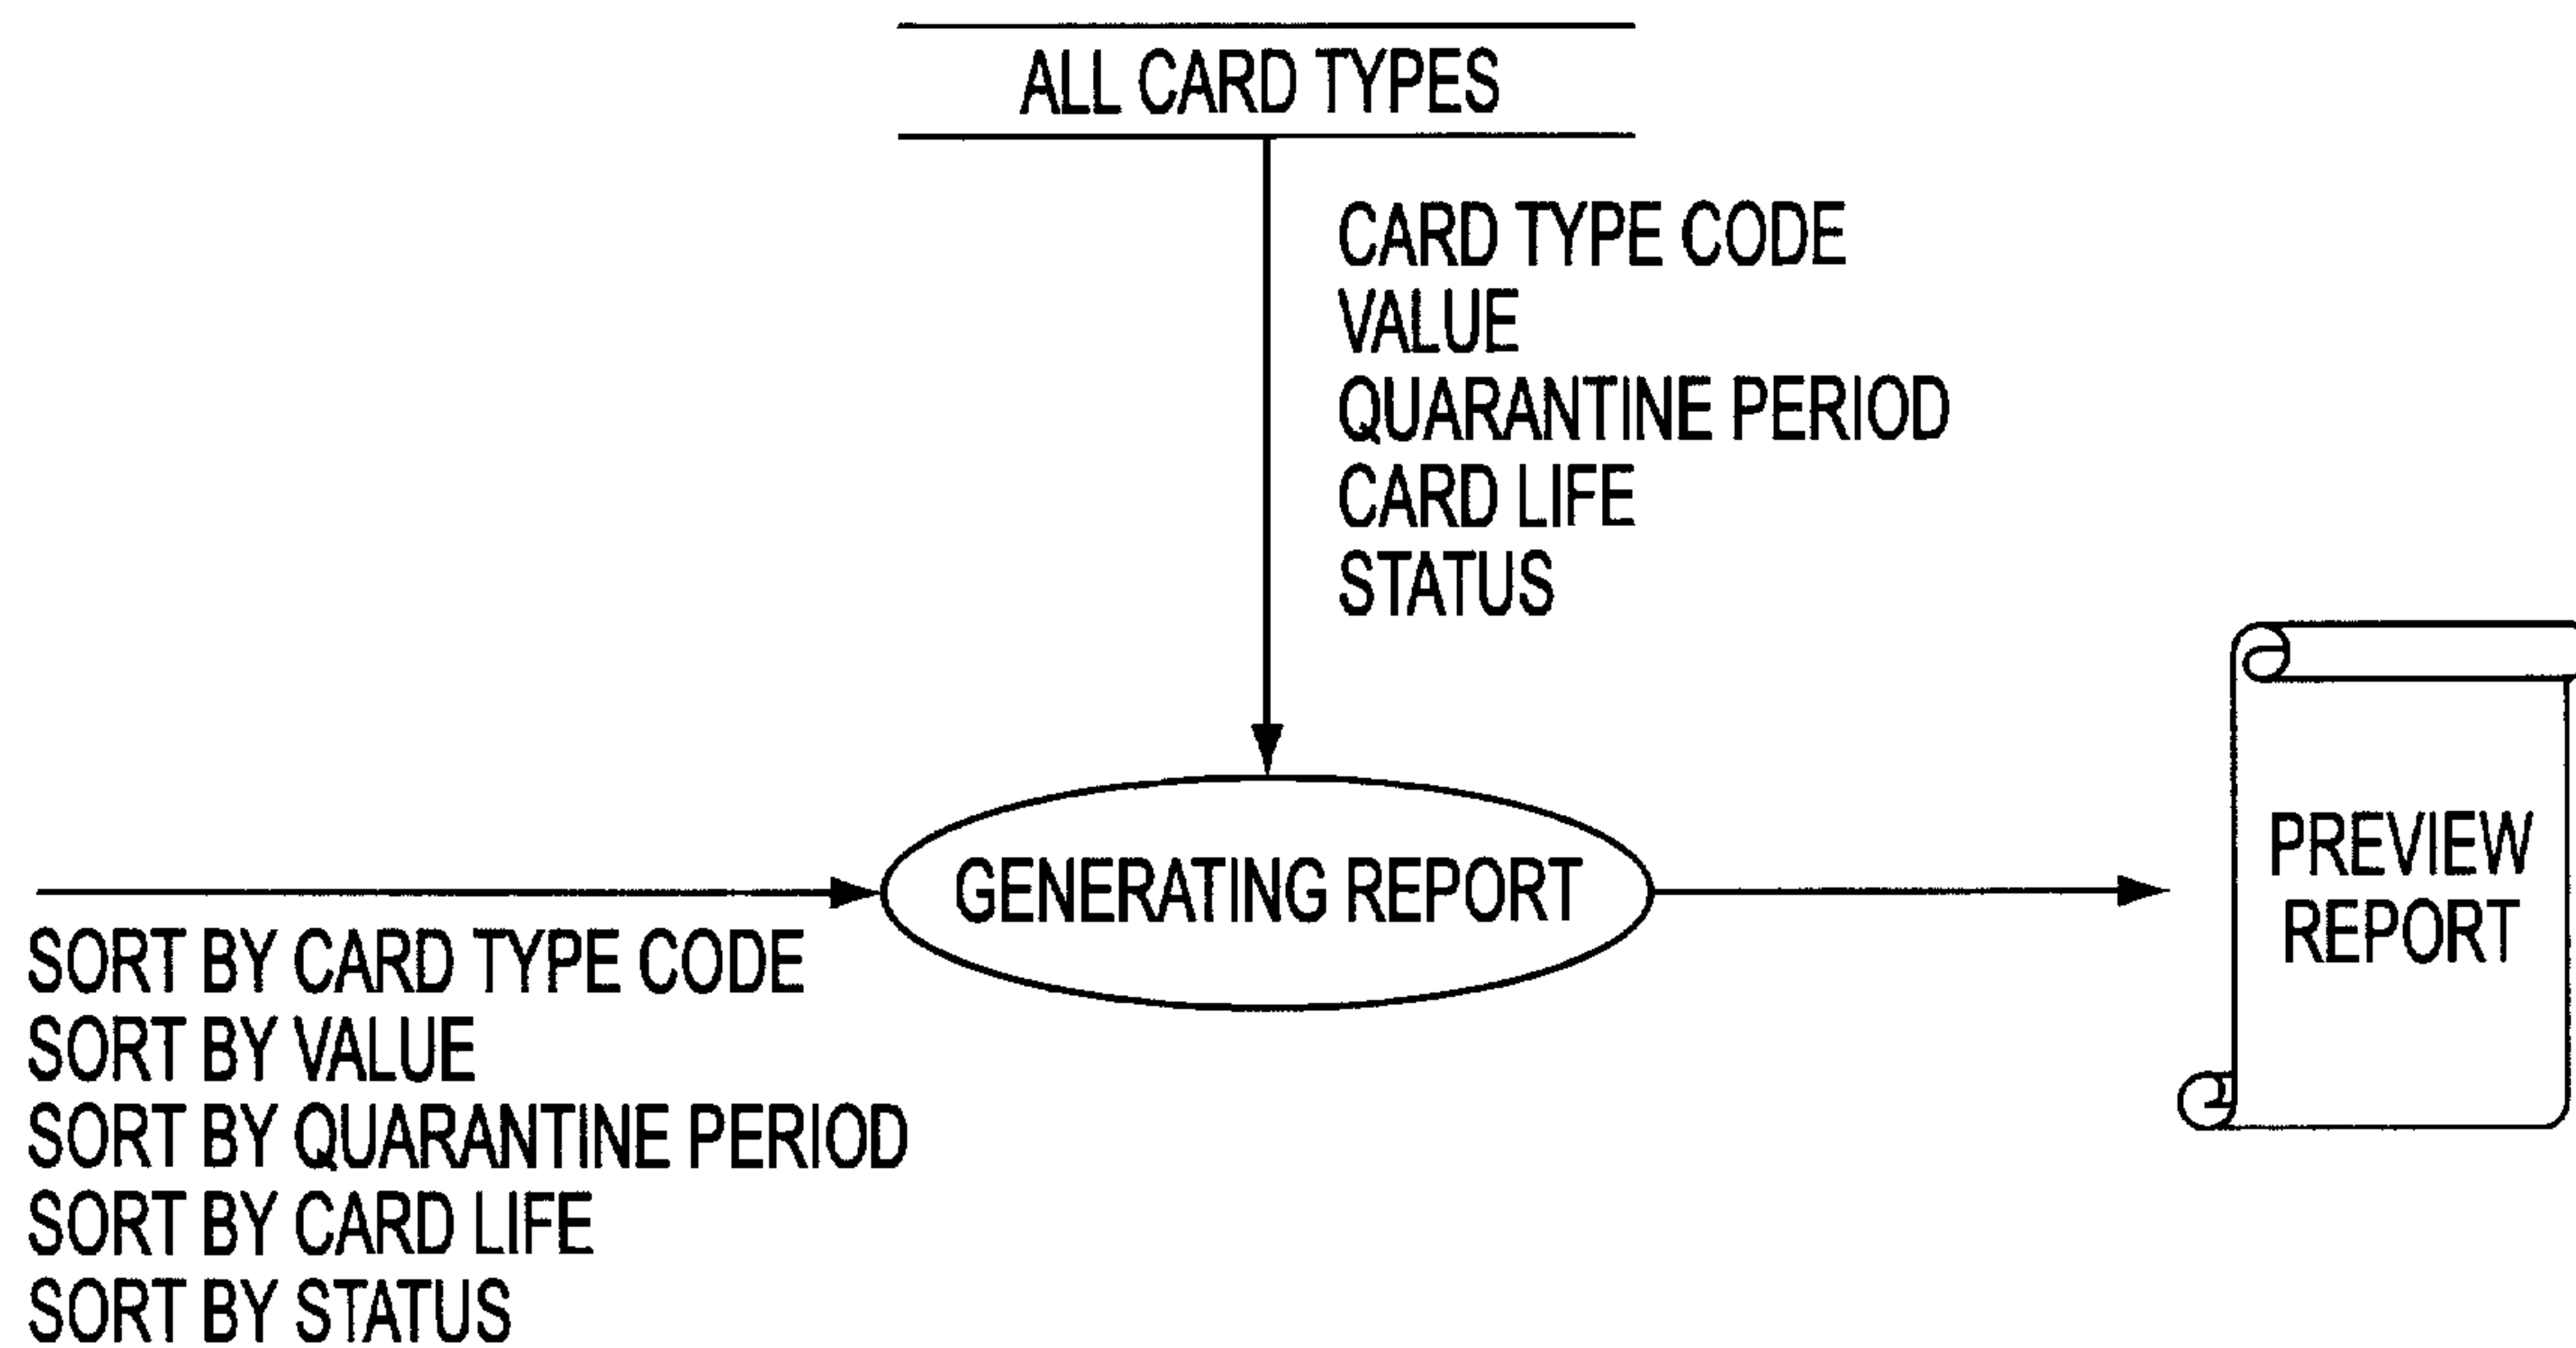 ALL CARD TYPES
CARD TYPE CODE
VALUE
QUARANTINE PERIOD
CARD LIFE
STATUS
GENERATING REPORT
PREVIEW
REPORT
SORT BY CARD TYPE CODE
SORT BY VALUE
SORT BY QUARANTINE PERIOD
SORT BY CARD LIFE
SORT BY STATUS